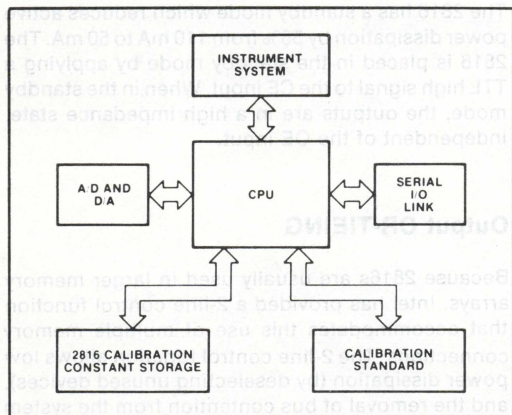 The 2816 has a standby mode which reduces active
power dissipation by 55% from 110 mA to 50 mA. The
2816 is placed in the standby mode by applying a
TTL high signal to the CE input. When in the standby
mode, the outputs are in a high impedance state,
independent of the OE input.
INSTRUMENT
SYSTEM
A/D AND
D/A
CPU
SERIAL
I/O
LINK
Output OR-TIEING
Because 2816s are usually used in larger memory
arrays, Intel has provided a 2-line control function
that accommodates this use of multiple memory
connect 2-line control low
power dissipation (by deselecting unused devices),
and the removal of bus contention from the system
2816 CALIBRATION
CONSTANT STORAGE
CALIBRATION
STANDARD